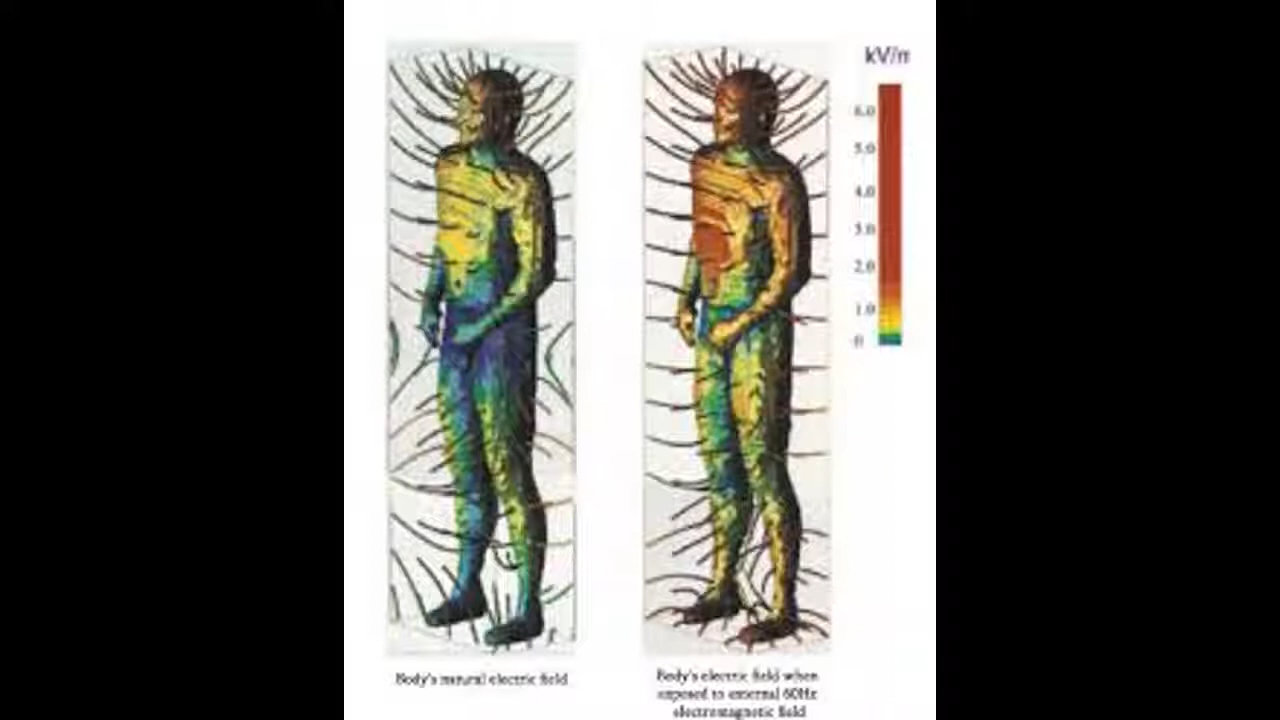 kV/m
6.0
5.0
4.0
3.0
2.0
1.0
0
Body's natural electric field
Body's electric field when
exposed to external 60Hz
electromagnetic field